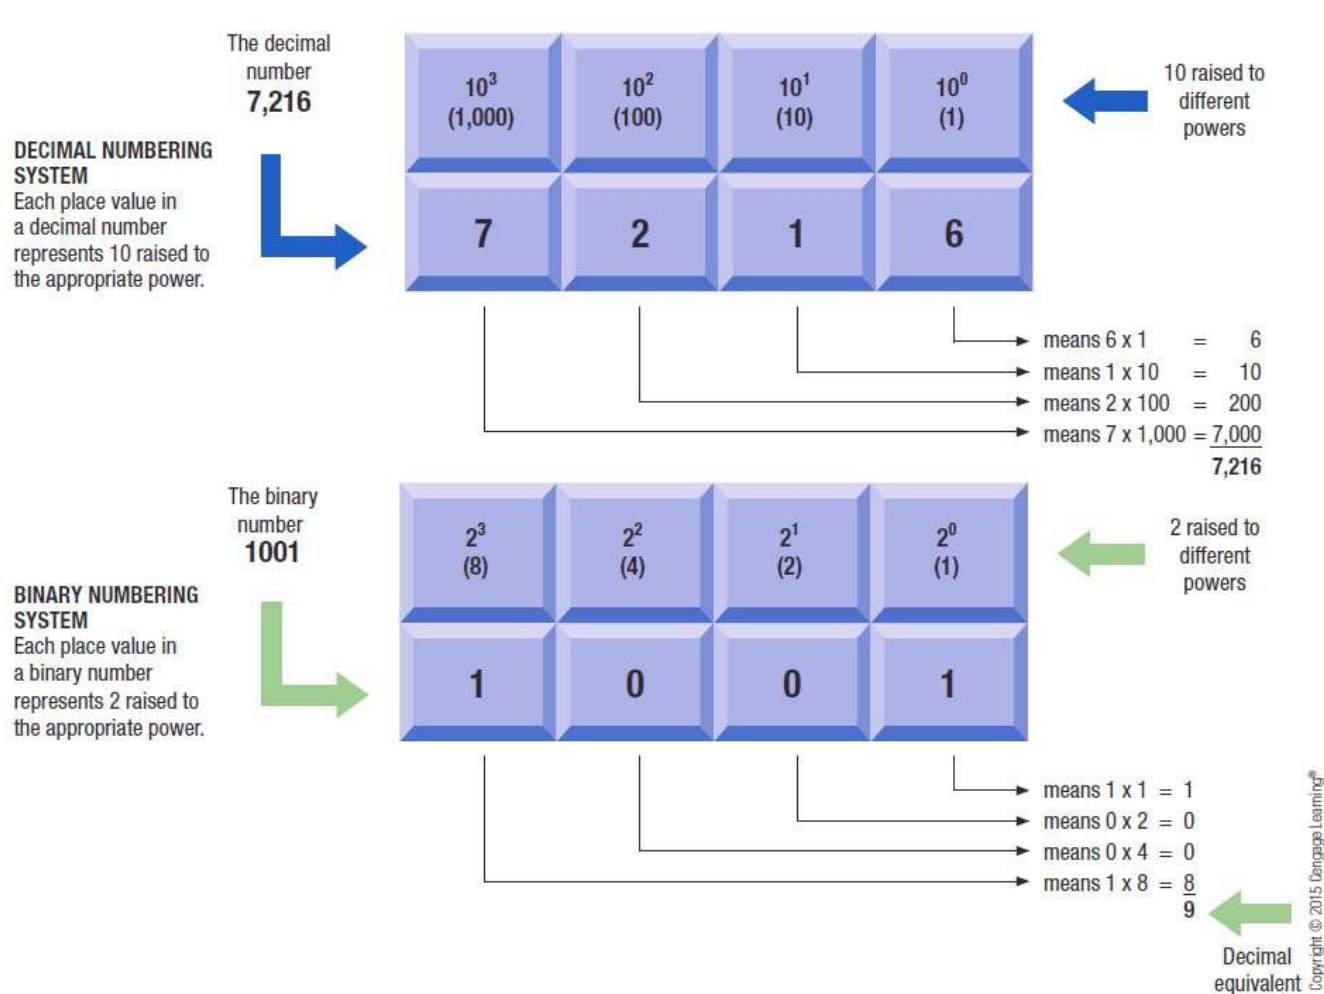 The decimal
number
7,216
DECIMAL NUMBERING
SYSTEM
Each place value in
a decimal number
represents 10 raised to
the appropriate power.
10³ 10² 10¹ 10⁰
(1,000) (100) (10) (1)
7 2 1 6
10 raised to
different
powers
means 6 x 1 = 6
means 1 x 10 = 10
means 2 x 100 = 200
means 7 x 1,000 = 7,000
7,216
The binary
number
1001
BINARY NUMBERING
SYSTEM
Each place value in
a binary number
represents 2 raised to
the appropriate power.
2³ 2² 2¹ 2⁰
(8) (4) (2) (1)
1 0 0 1
2 raised to
different
powers
means 1 x 1 = 1
means 0 x 2 = 0
means 0 x 4 = 0
means 1 x 8 = 8
9
Decimal
equivalent
Copyright © 2015 Cengage Learning®